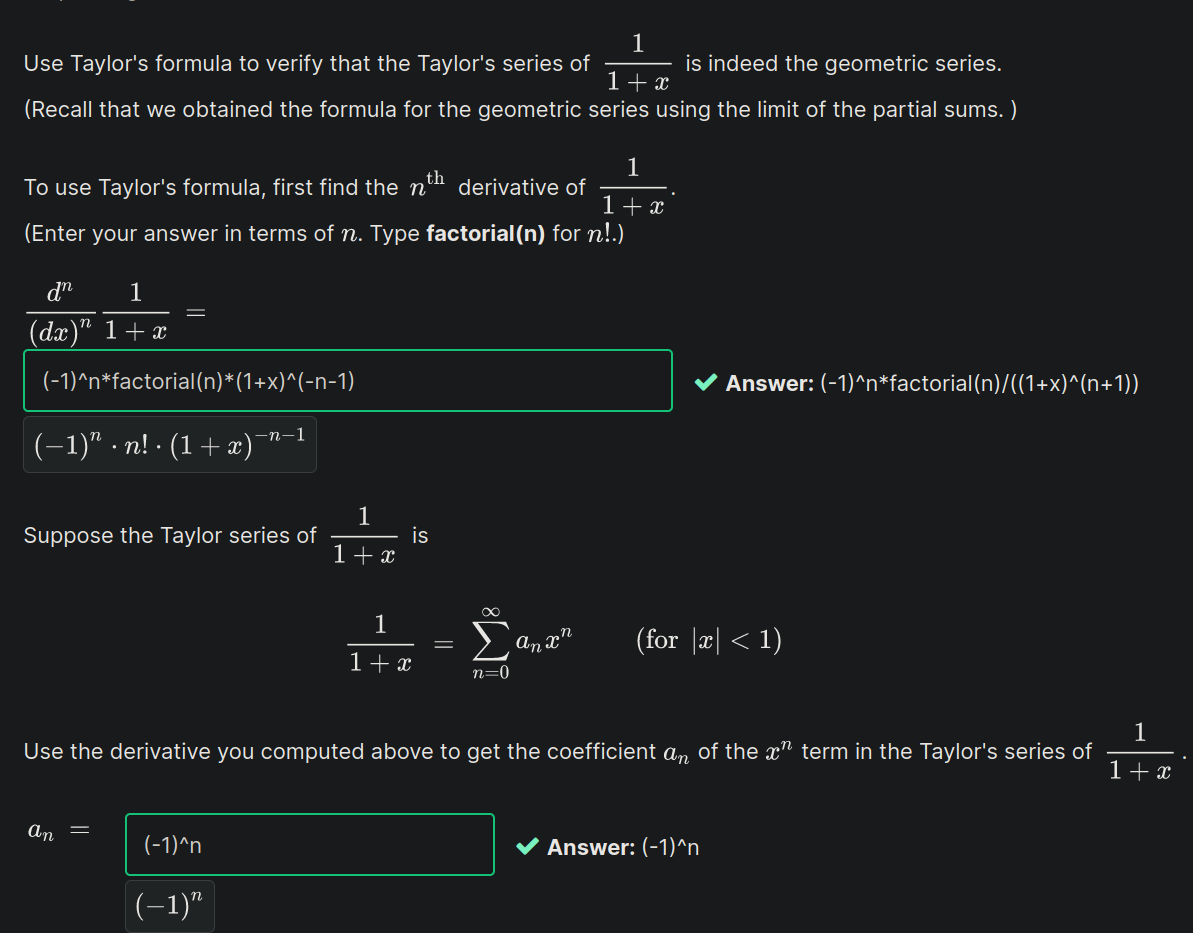 Use Taylor's formula to verify that the Taylor's series of \frac{1}{1+x} is indeed the geometric series.
(Recall that we obtained the formula for the geometric series using the limit of the partial sums. )
To use Taylor's formula, first find the n^{th} derivative of \frac{1}{1+x}.
(Enter your answer in terms of n. Type factorial(n) for n!.)
\frac{d^n}{(dx)^n} \frac{1}{1+x} =
(-1)^n*factorial(n)*(1+x)^(-n-1) ✔ Answer: (-1)^n*factorial(n)/((1+x)^(n+1))
(−1)^n · n! · (1 + x)^{−n−1}
Suppose the Taylor series of \frac{1}{1+x} is
\frac{1}{1+x} = \sum_{n=0}^{∞} a_n x^n (for |x| < 1)
Use the derivative you computed above to get the coefficient a_n of the x^n term in the Taylor's series of \frac{1}{1+x}.
a_n = (-1)^n ✔ Answer: (-1)^n
(−1)^n